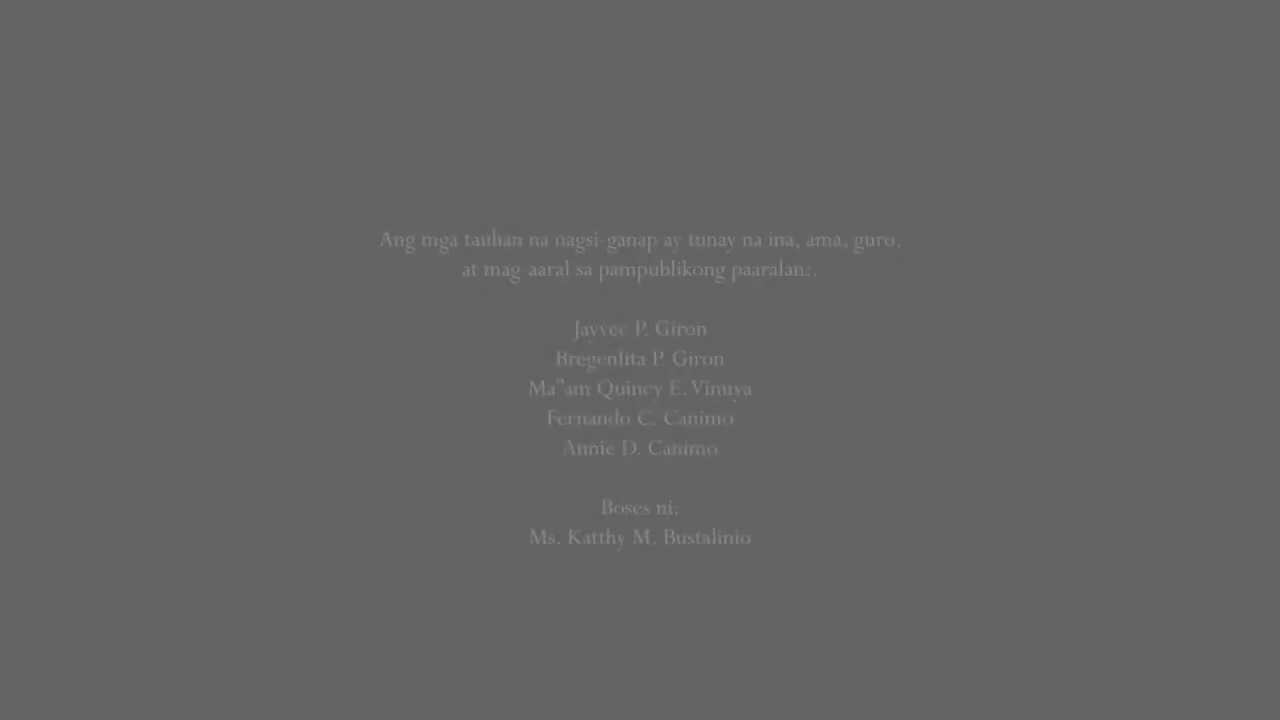 Ang mga tauhan na nagsi-ganap ay tunay na ina, ama, guro,
at mag-aaral sa pampublikong paaralan:.
Jayvee P. Giron
Bregenlita P. Giron
Ma"am Quincy E. Vinuya
Fernando C. Canimo
Annie D. Canimo
Boses ni:
Ms. Katthy M. Bustalinio